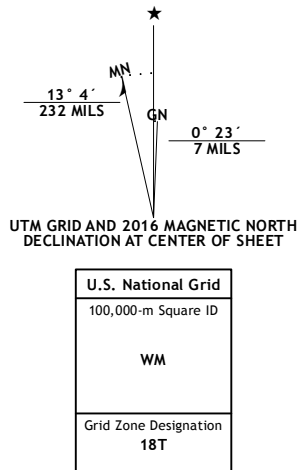 ★
MN
GN
13° 4´
232 MILS
0° 23´
7 MILS
UTM GRID AND 2016 MAGNETIC NORTH
DECLINATION AT CENTER OF SHEET
U.S. National Grid
100,000-m Square ID
WM
Grid Zone Designation
18T